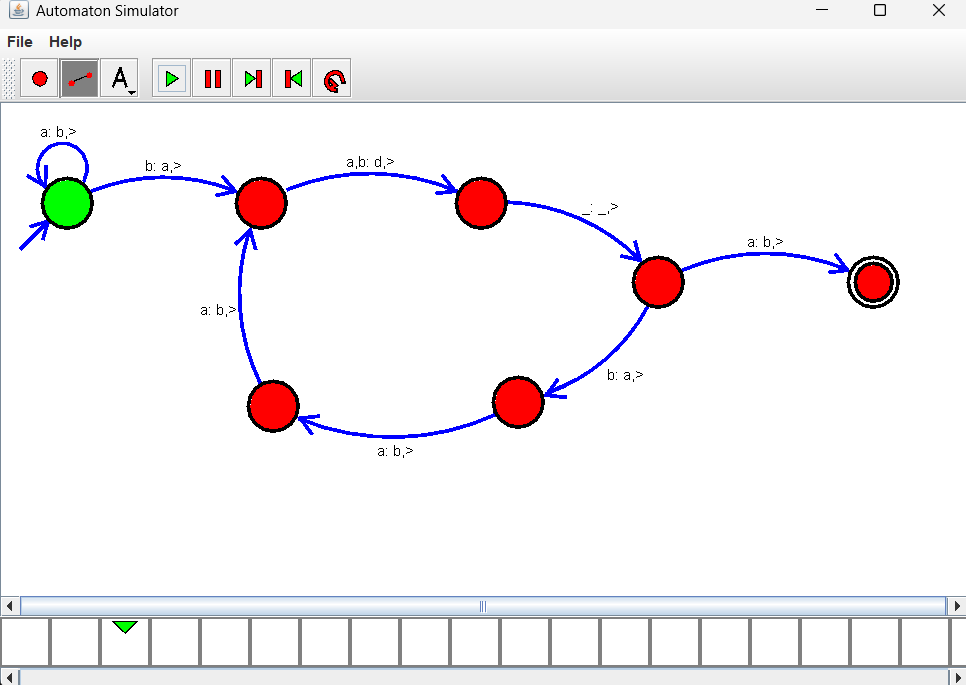 Automaton Simulator
File Help
A
a: b,>
b: a,>
a,b: d,>
_: _,>
a: b,>
a: b,>
b: a,>
a: b,>